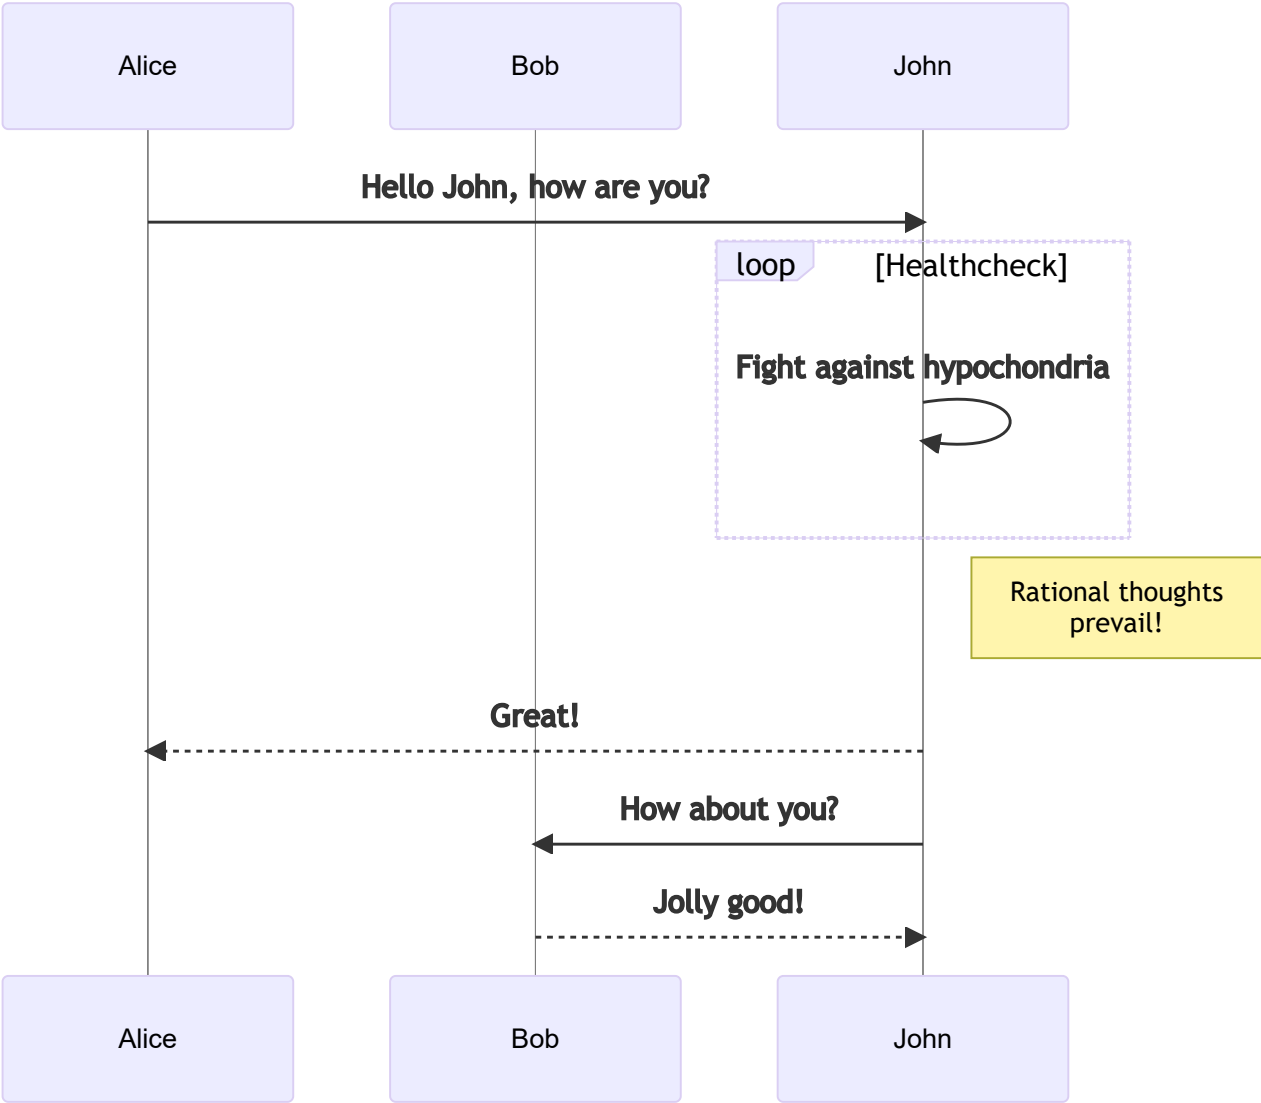 Alice
Bob
John
Hello John, how are you?
loop
[Healthcheck]
Fight against hypochondria
Rational thoughts
prevail!
Great!
How about you?
Jolly good!
Alice
Bob
John